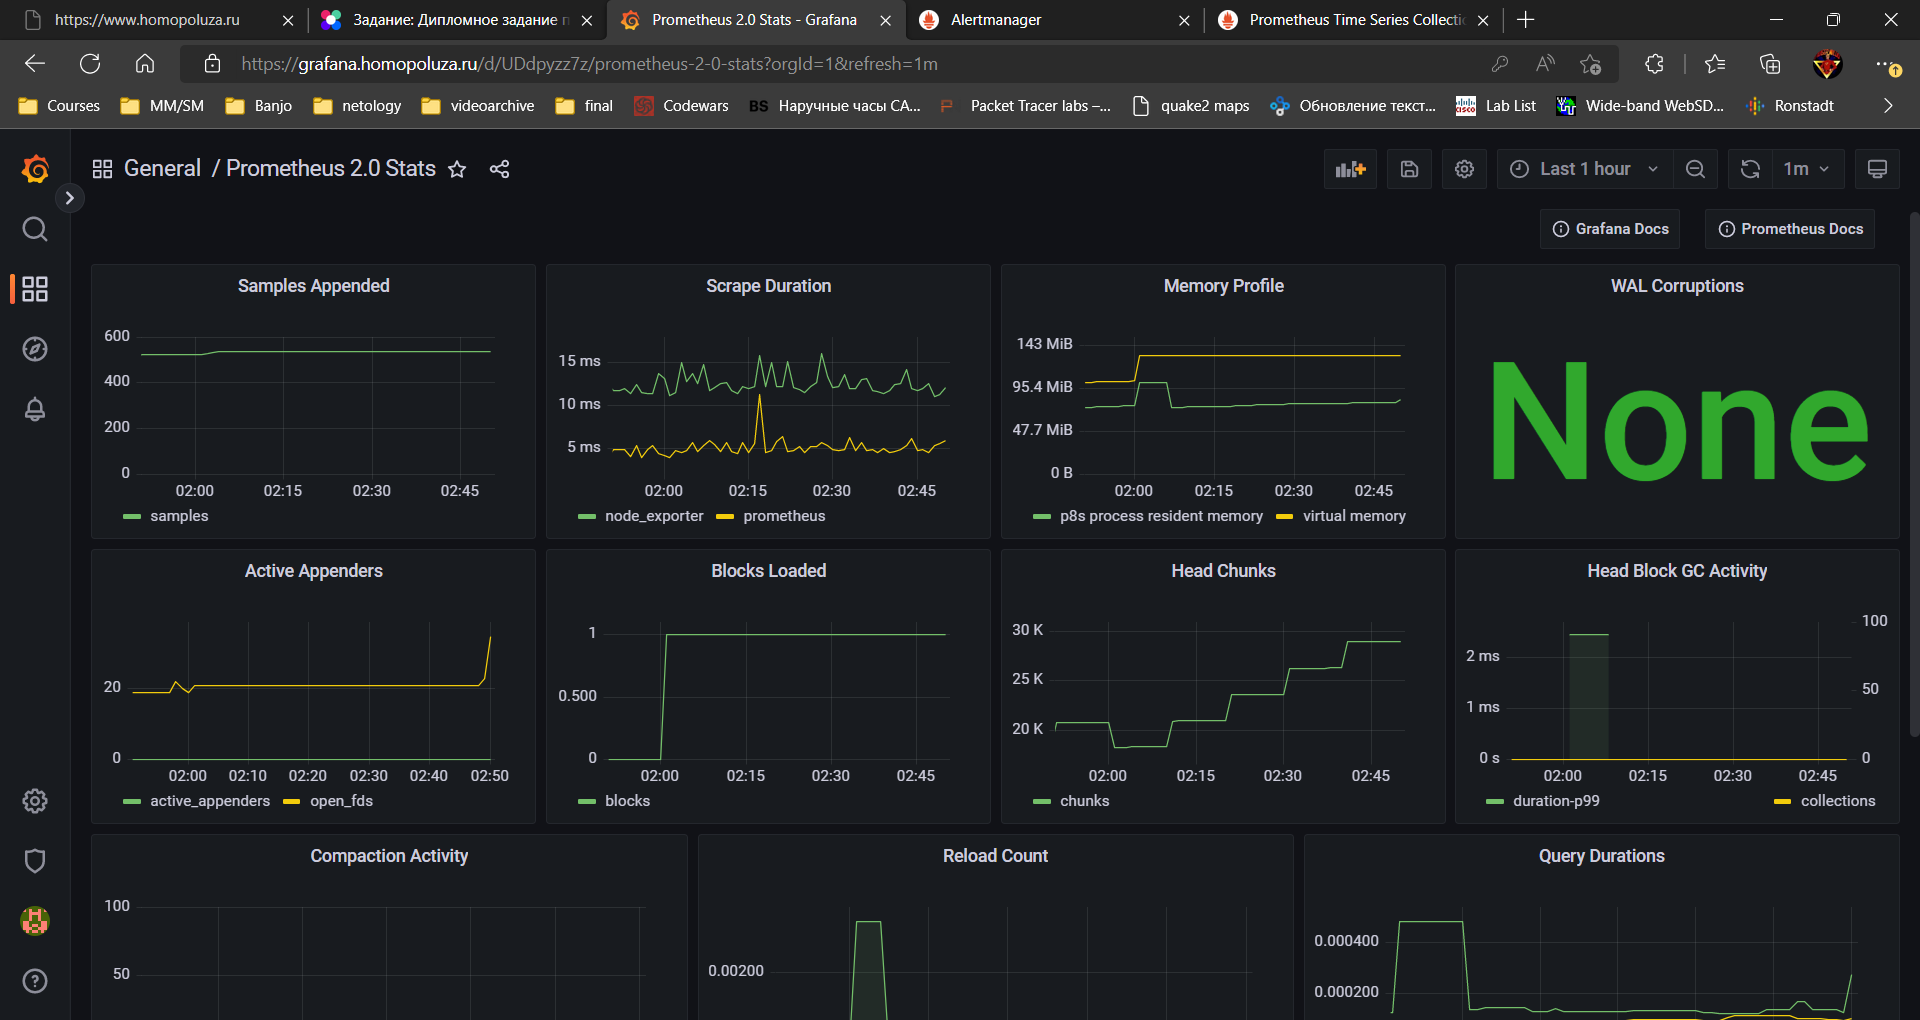 https://www.homopoluza.ru
Задание: Дипломное задание п
Prometheus 2.0 Stats - Grafana
Alertmanager
Prometheus Time Series Collectic
https://grafana.homopoluza.ru/d/UDdpyzz7z/prometheus-2-0-stats?orgId=1&refresh=1m
Courses
MM/SM
Banjo
netology
videoarchive
final
Codewars
BS Наручные часы CA...
Packet Tracer labs –...
quake2 maps
Обновление текст...
Lab List
Wide-band WebSD...
Ronstadt
General / Prometheus 2.0 Stats
Last 1 hour
1m
Grafana Docs
Prometheus Docs
Samples Appended
600
400
200
0
02:00 02:15 02:30 02:45
samples
Scrape Duration
15 ms
10 ms
5 ms
02:00 02:15 02:30 02:45
node_exporter prometheus
Memory Profile
143 MiB
95.4 MiB
47.7 MiB
0 B
02:00 02:15 02:30 02:45
p8s process resident memory virtual memory
WAL Corruptions
None
Active Appenders
20
0
02:00 02:10 02:20 02:30 02:40 02:50
active_appenders open_fds
Blocks Loaded
1
0.500
0
02:00 02:15 02:30 02:45
blocks
Head Chunks
30 K
25 K
20 K
02:00 02:15 02:30 02:45
chunks
Head Block GC Activity
100
2 ms
50
1 ms
0 s 0
02:00 02:15 02:30 02:45
duration-p99 collections
Compaction Activity
100
50
Reload Count
0.00200
Query Durations
0.000400
0.000200